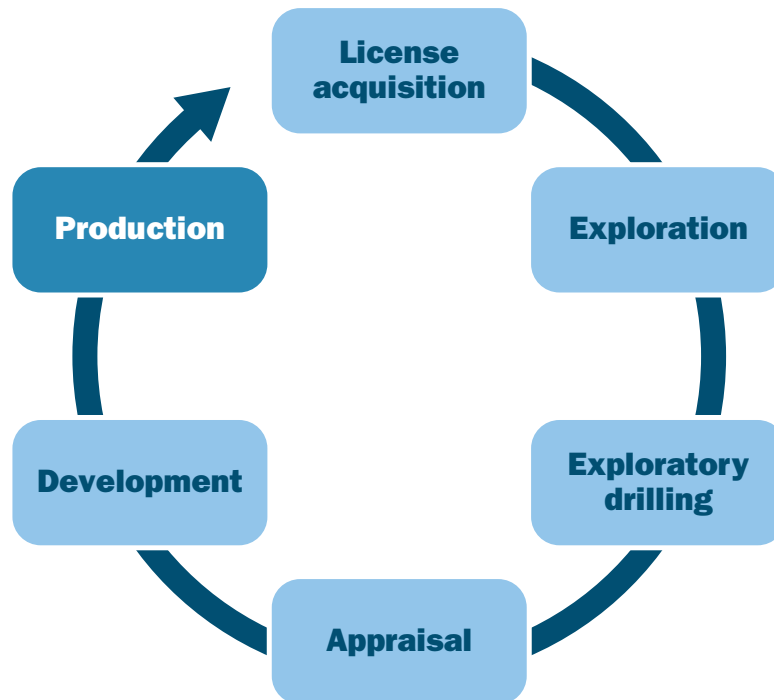 License
acquisition
Exploration
Exploratory
drilling
Appraisal
Development
Production